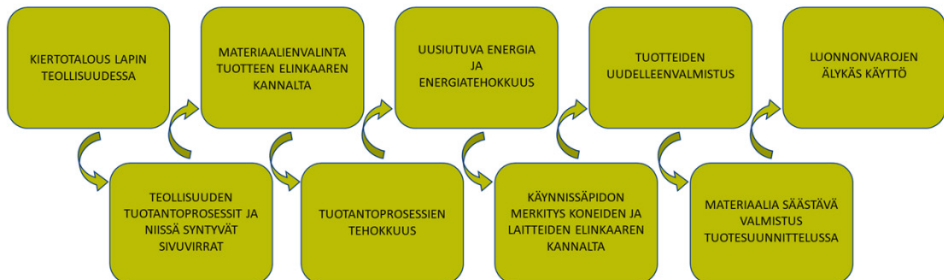 KIERTOTALOUS LAPIN
TEOLLISUUDESSA
TEOLLISUUDEN
TUOTANTOPROSESSIT JA
NIISSÄ SYNTYVÄT
SIVUVIRRAT
MATERIAALIENVALINTA
TUOTTEEN ELINKAAREN
KANNALTA
TUOTANTOPROSESSIEN
TEHOKKUUS
UUSIUTUVA ENERGIA
JA
ENERGIATEHOKKUUS
KÄYNNISSÄPIDON
MERKITYS KONEIDEN JA
LAITTEIDEN ELINKAAREN
KANNALTA
TUOTTEIDEN
UUDELLEENVALMISTUS
MATERIAALIA SÄÄSTÄVÄ
VALMISTUS
TUOTESUUNNITTELUSSA
LUONNONVAROJEN
ÄLYKÄS KÄYTTÖ